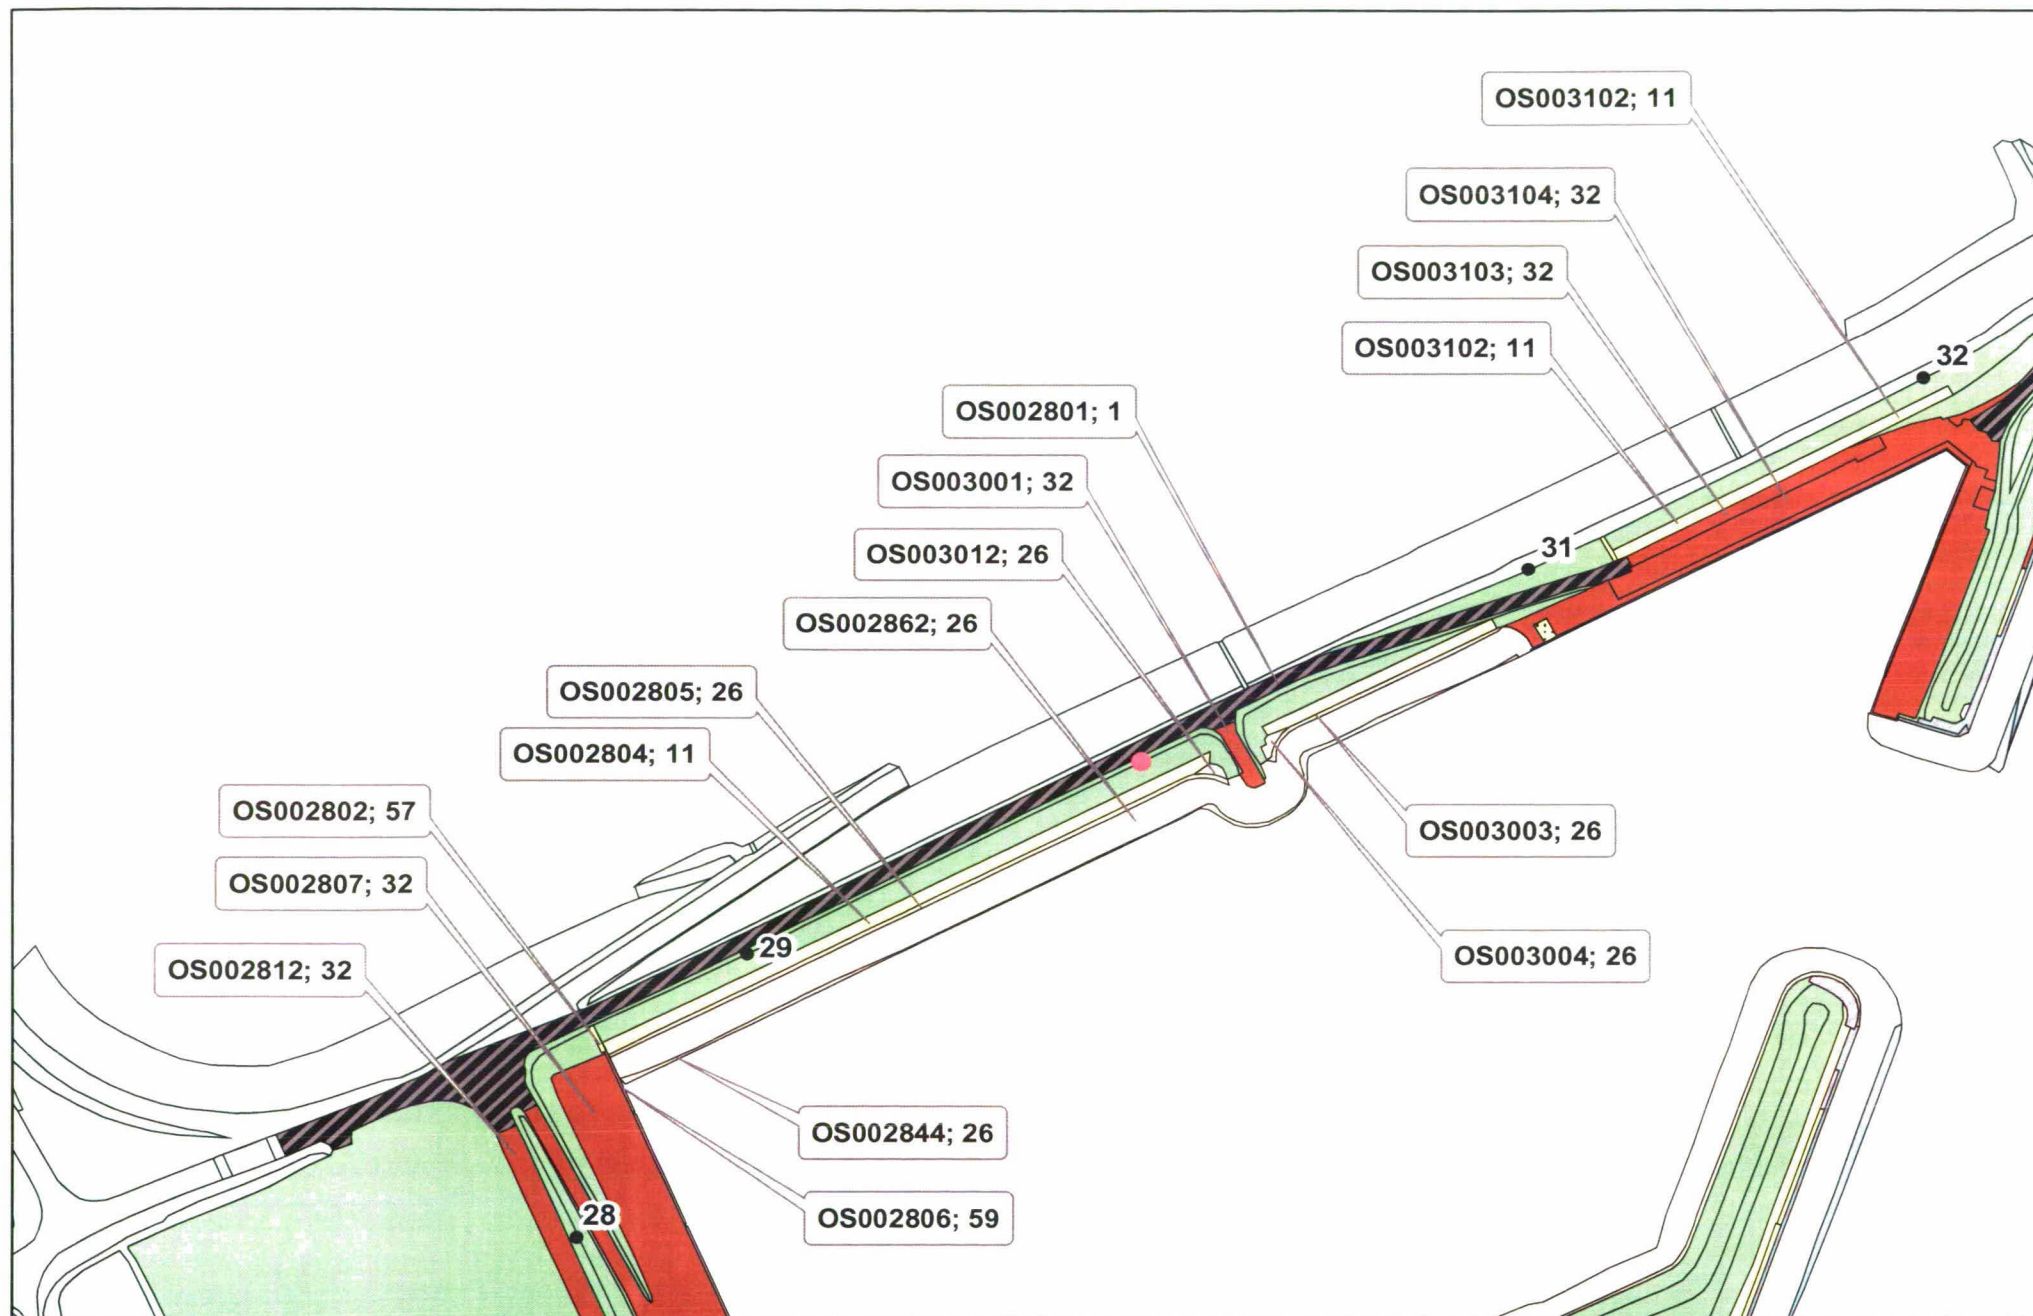 OS003102; 11
OS003104; 32
OS003103; 32
OS003102; 11
32
OS002801; 1
OS003001; 32
31
OS003012; 26
OS002862; 26
OS002805; 26
OS002804; 11
OS002802; 57
OS003003; 26
OS002807; 32
29
OS003004; 26
OS002812; 32
OS002844; 26
OS002806; 59
28